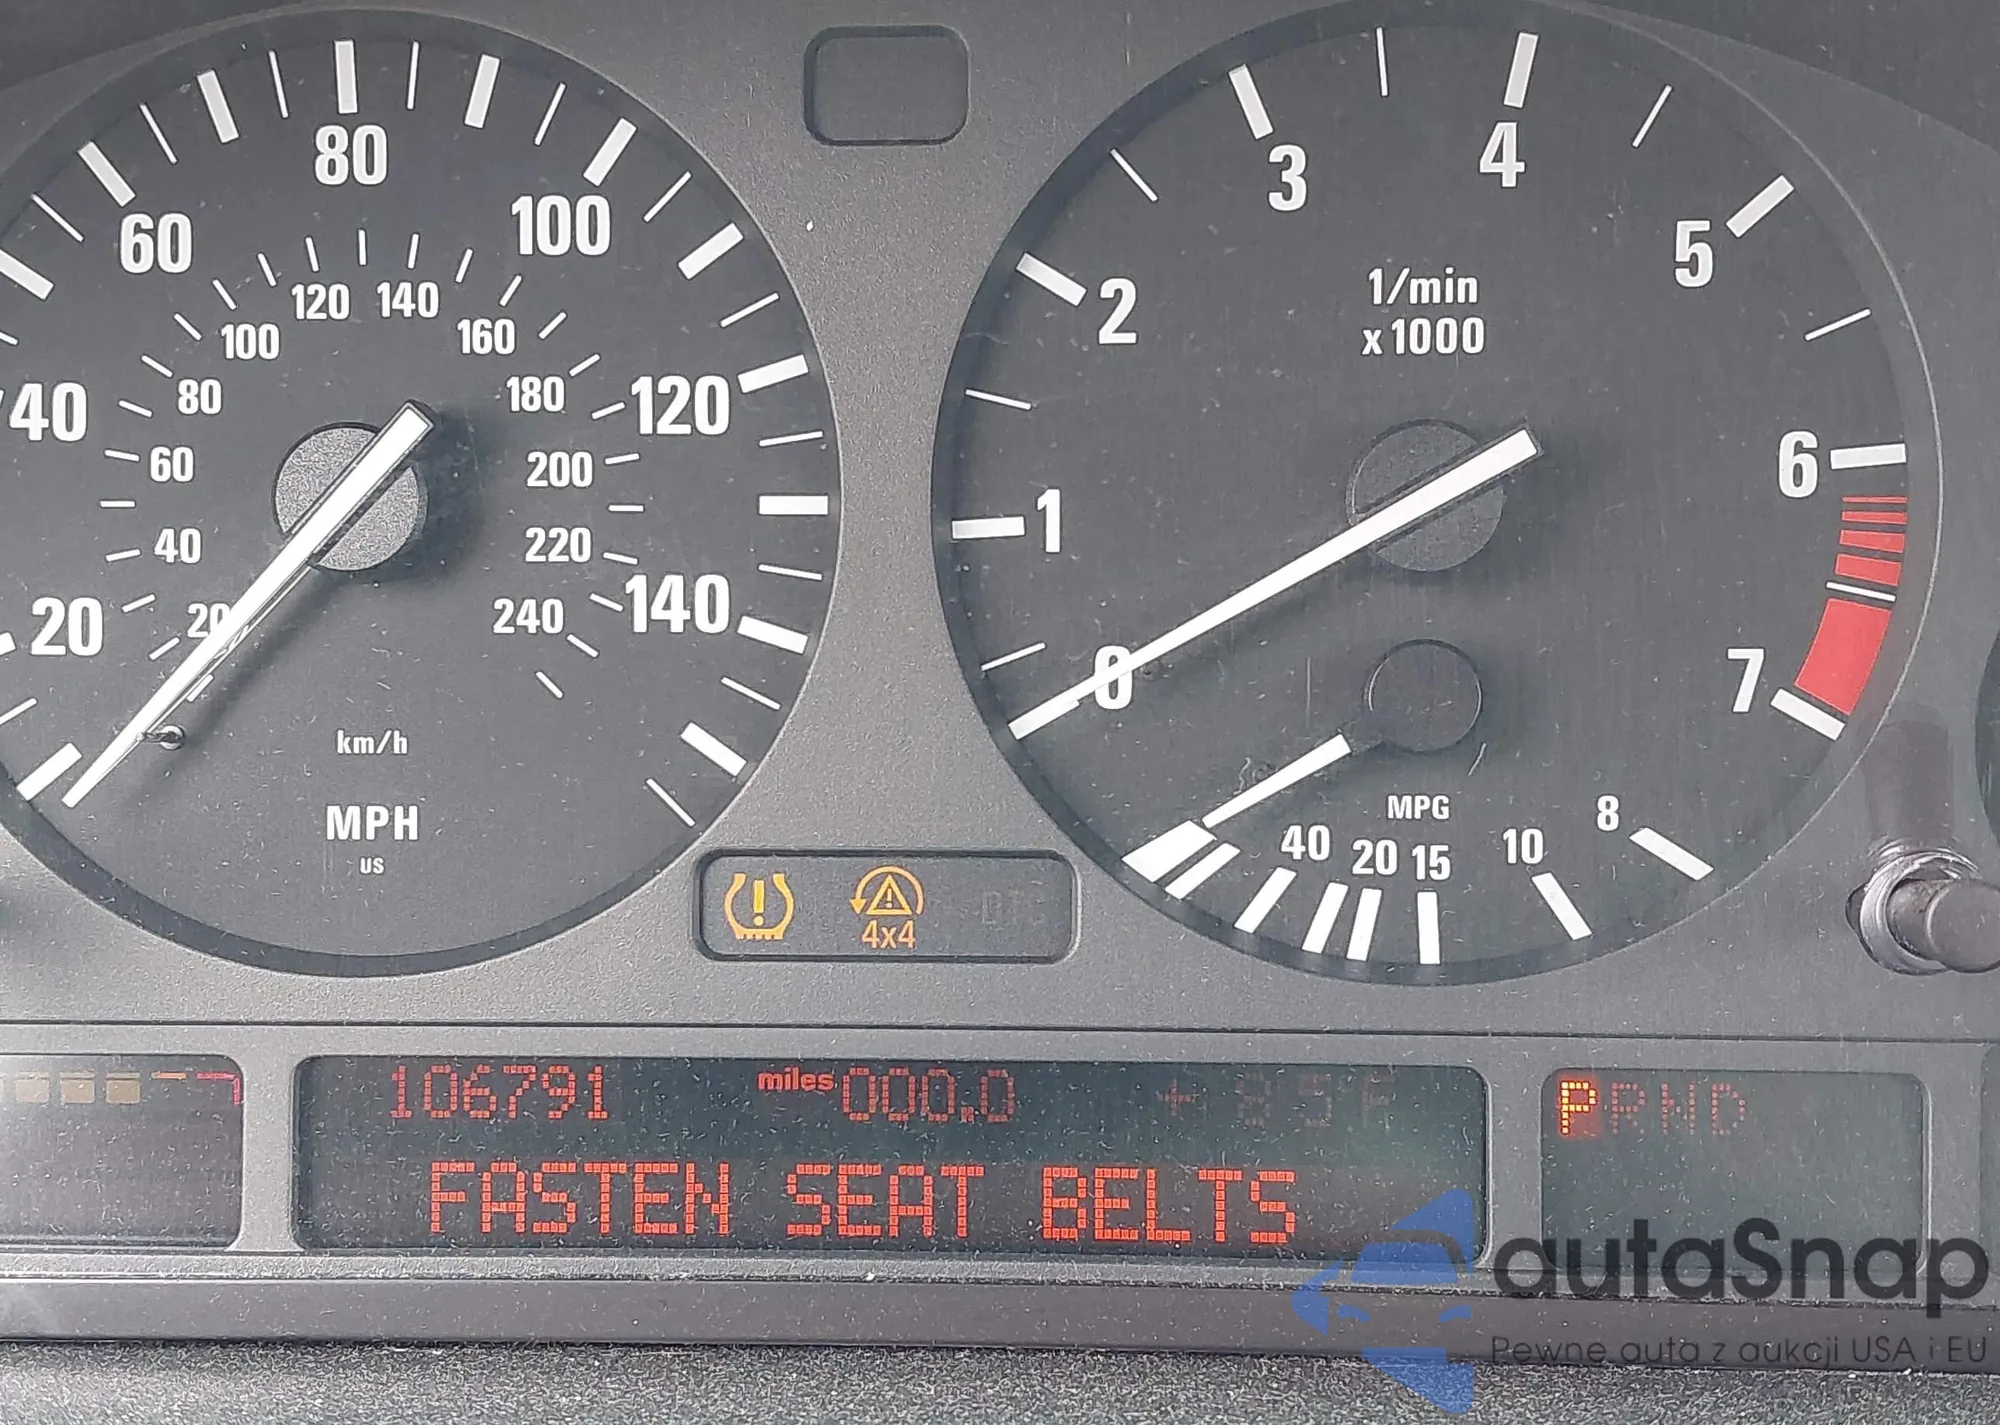 80
60
100
120 140
100
160
80
180
40
120
60
200
40
220
20
20
240
140
km/h
MPH
US
4
3
5
2
1/min
x 1000
6
1
0
7
MPG
8
40 20 15 10
4x4
106791 miles 000.0
PRND
FASTEN SEAT BELTS
autaSnap
Pewne auta z aukcji USA i EU